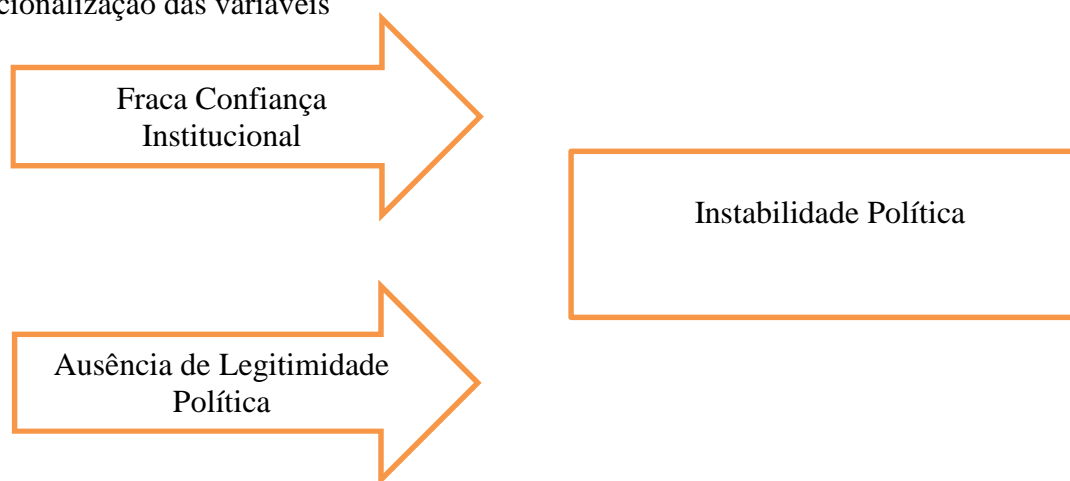 cionalização das variáveis
Fraca Confiança
Institucional
Instabilidade Política
Ausência de Legitimidade
Política